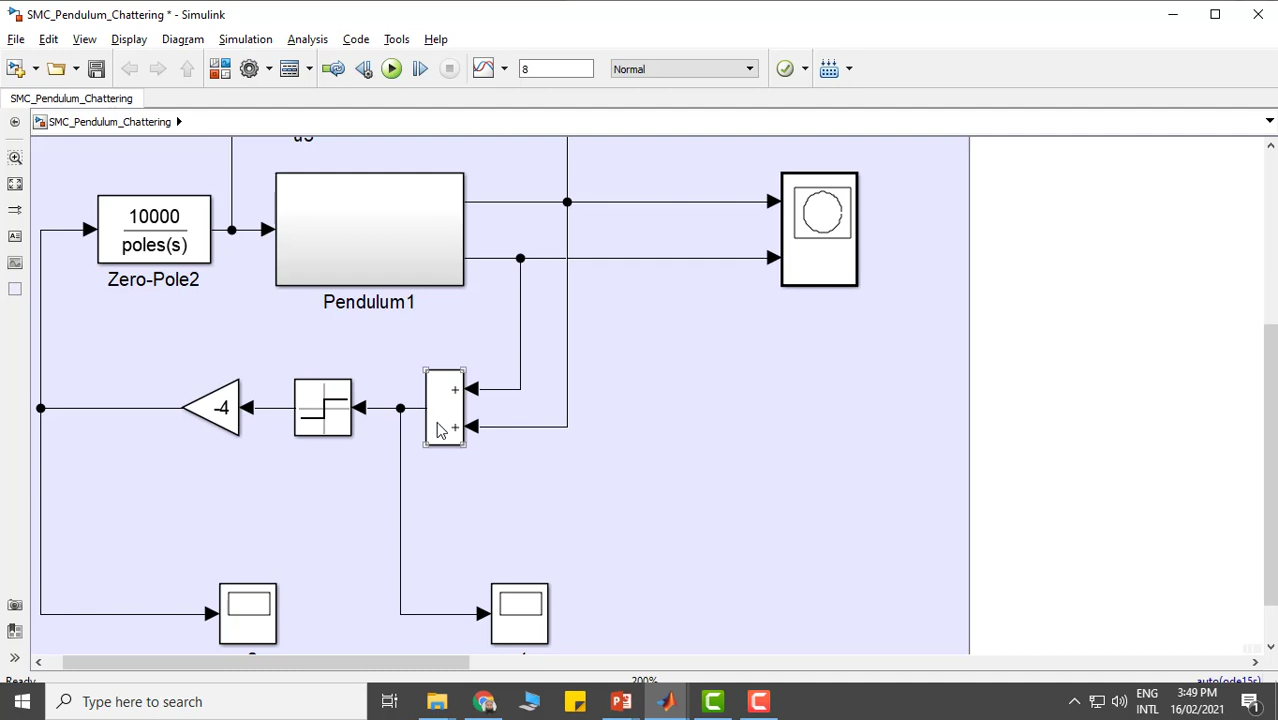 SMC_Pendulum_Chattering * - Simulink
File Edit View Display Diagram Simulation Analysis Code Tools Help
8
Normal
SMC_Pendulum_Chattering
SMC_Pendulum_Chattering
10000
poles(s)
Zero-Pole2
Pendulum1
-4
+
+
Ready
200%
auto(ode15s)
Type here to search
ENG
INTL
3:49 PM
16/02/2021
1